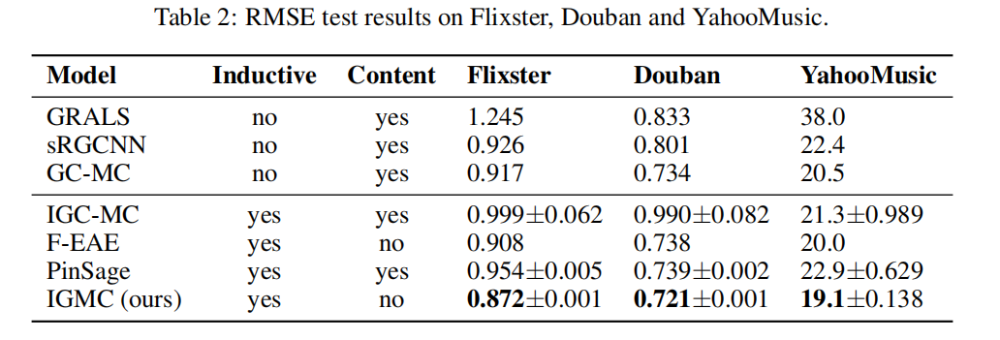 Table 2: RMSE test results on Flixster, Douban and YahooMusic.
Model Inductive Content Flixster Douban YahooMusic
GRALS no yes 1.245 0.833 38.0
sRGCNN no yes 0.926 0.801 22.4
GC-MC no yes 0.917 0.734 20.5
IGC-MC yes yes 0.999±0.062 0.990±0.082 21.3±0.989
F-EAE yes no 0.908 0.738 20.0
PinSage yes yes 0.954±0.005 0.739±0.002 22.9±0.629
IGMC (ours) yes no 0.872±0.001 0.721±0.001 19.1±0.138